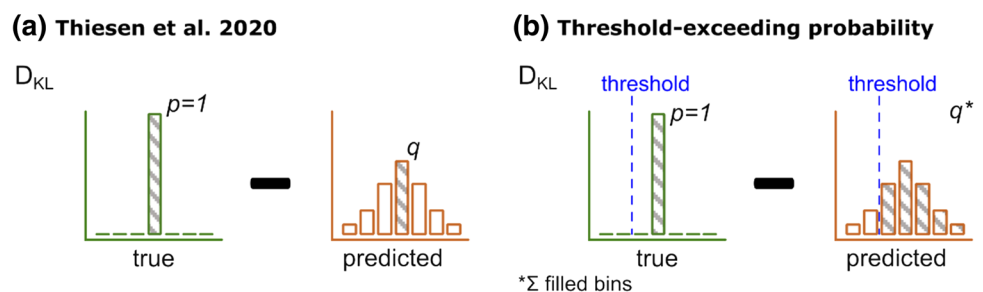 (a) Thiesen et al. 2020
DKL
p=1
q
true
predicted
(b) Threshold-exceeding probability
DKL
threshold
p=1
threshold
q*
true
predicted
*Σ filled bins